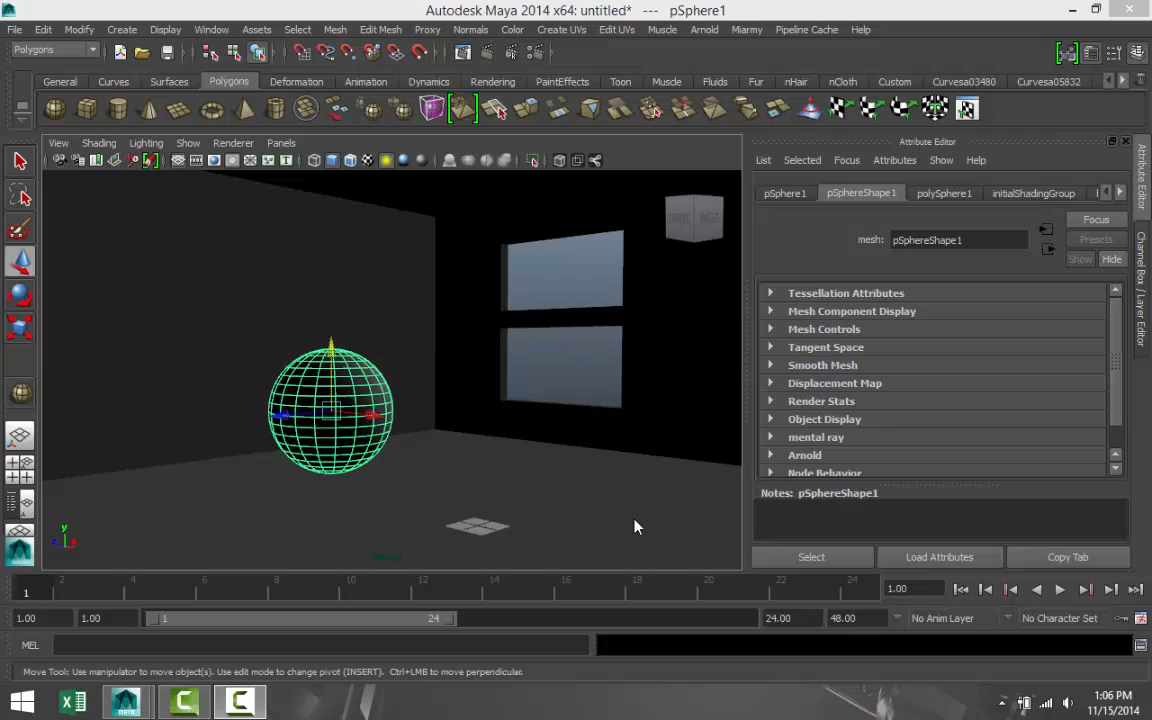 Autodesk Maya 2014 x64: untitled* --- pSphere1
File Edit Modify Create Display Window Assets Select Mesh Edit Mesh Proxy Normals Color Create UVs Edit UVs Muscle Arnold Miarmy Pipeline Cache Help
Polygons
General Curves Surfaces Polygons Deformation Animation Dynamics Rendering PaintEffects Toon Muscle Fluids Fur nHair nCloth Custom Curvesa03480 Curvesa05832
View Shading Lighting Show Renderer Panels
Attribute Editor
List Selected Focus Attributes Show Help
pSphere1 pSphereShape1 polySphere1 initialShadingGroup
Focus
mesh: pSphereShape1
Presets
Show Hide
Tessellation Attributes
Mesh Component Display
Mesh Controls
Tangent Space
Smooth Mesh
Displacement Map
Render Stats
Object Display
mental ray
Arnold
Node Behavior
Notes: pSphereShape1
Select Load Attributes Copy Tab
Attribute Editor
Channel Box / Layer Editor
RIGHT
y
z x
2 4 6 8 10 12 14 16 18 20 22 24
1
1.00
1.00 1.00 1 24 24.00 48.00 No Anim Layer No Character Set
MEL
Move Tool: Use manipulator to move object(s). Use edit mode to change pivot (INSERT). Ctrl+LMB to move perpendicular.
1:06 PM
11/15/2014